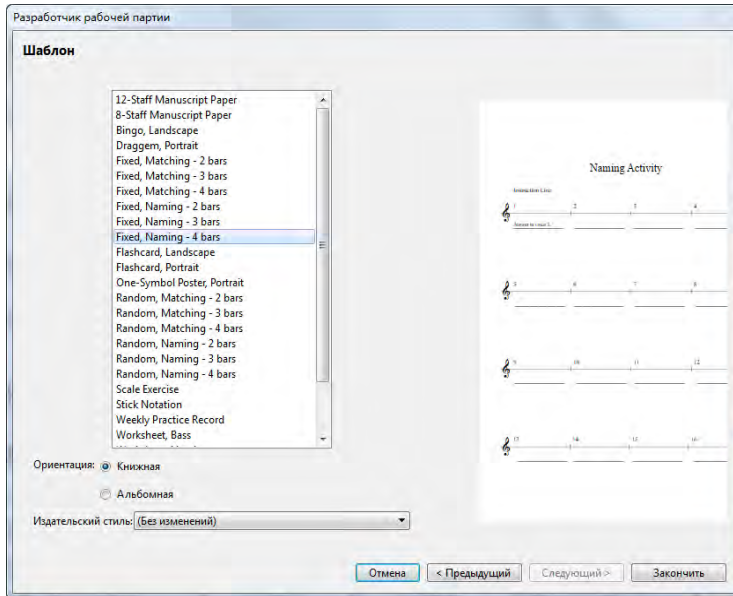 Разработчик рабочей партии
Шаблон
12-Staff Manuscript Paper
8-Staff Manuscript Paper
Bingo, Landscape
Draggem, Portrait
Fixed, Matching - 2 bars
Fixed, Matching - 3 bars
Fixed, Matching - 4 bars
Fixed, Naming - 2 bars
Fixed, Naming - 3 bars
Fixed, Naming - 4 bars
Flashcard, Landscape
Flashcard, Portrait
One-Symbol Poster, Portrait
Random, Matching - 2 bars
Random, Matching - 3 bars
Random, Matching - 4 bars
Random, Naming - 2 bars
Random, Naming - 3 bars
Random, Naming - 4 bars
Scale Exercise
Stick Notation
Weekly Practice Record
Worksheet, Bass
Naming Activity
Instruction Line
1 2 3 4
5 6 7 8
9 10 11 12
13 14 15 16
Ориентация: Книжная
Альбомная
Издательский стиль: (Без изменений)
Отмена < Предыдущий Следующий > Закончить